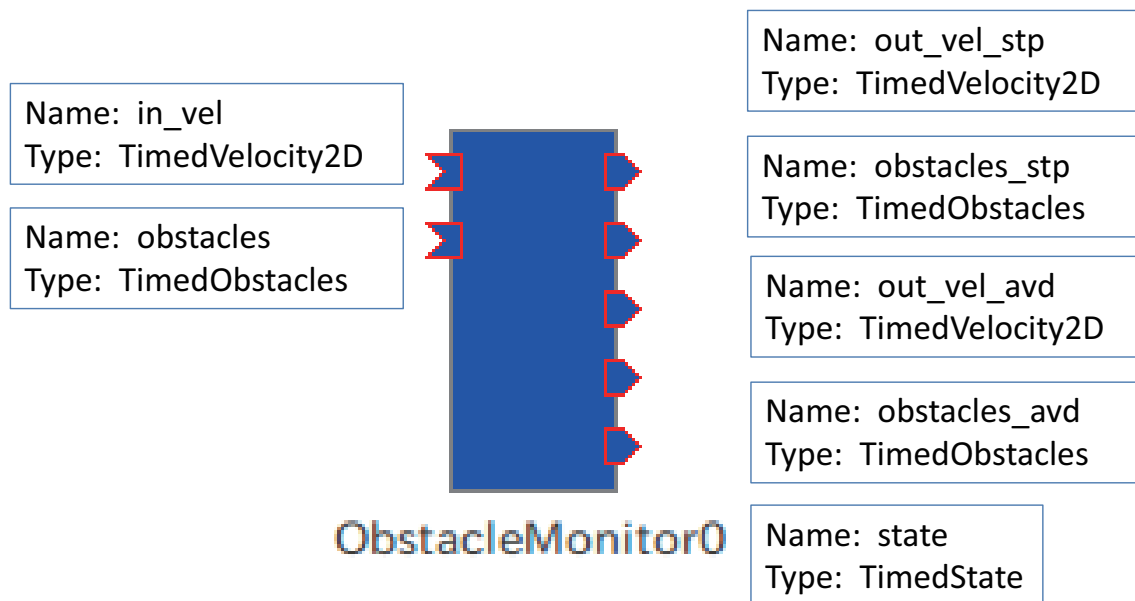 Name: in_vel
Type: TimedVelocity2D
Name: obstacles
Type: TimedObstacles
Name: out_vel_stp
Type: TimedVelocity2D
Name: obstacles_stp
Type: TimedObstacles
Name: out_vel_avd
Type: TimedVelocity2D
Name: obstacles_avd
Type: TimedObstacles
Name: state
Type: TimedState
ObstacleMonitor0